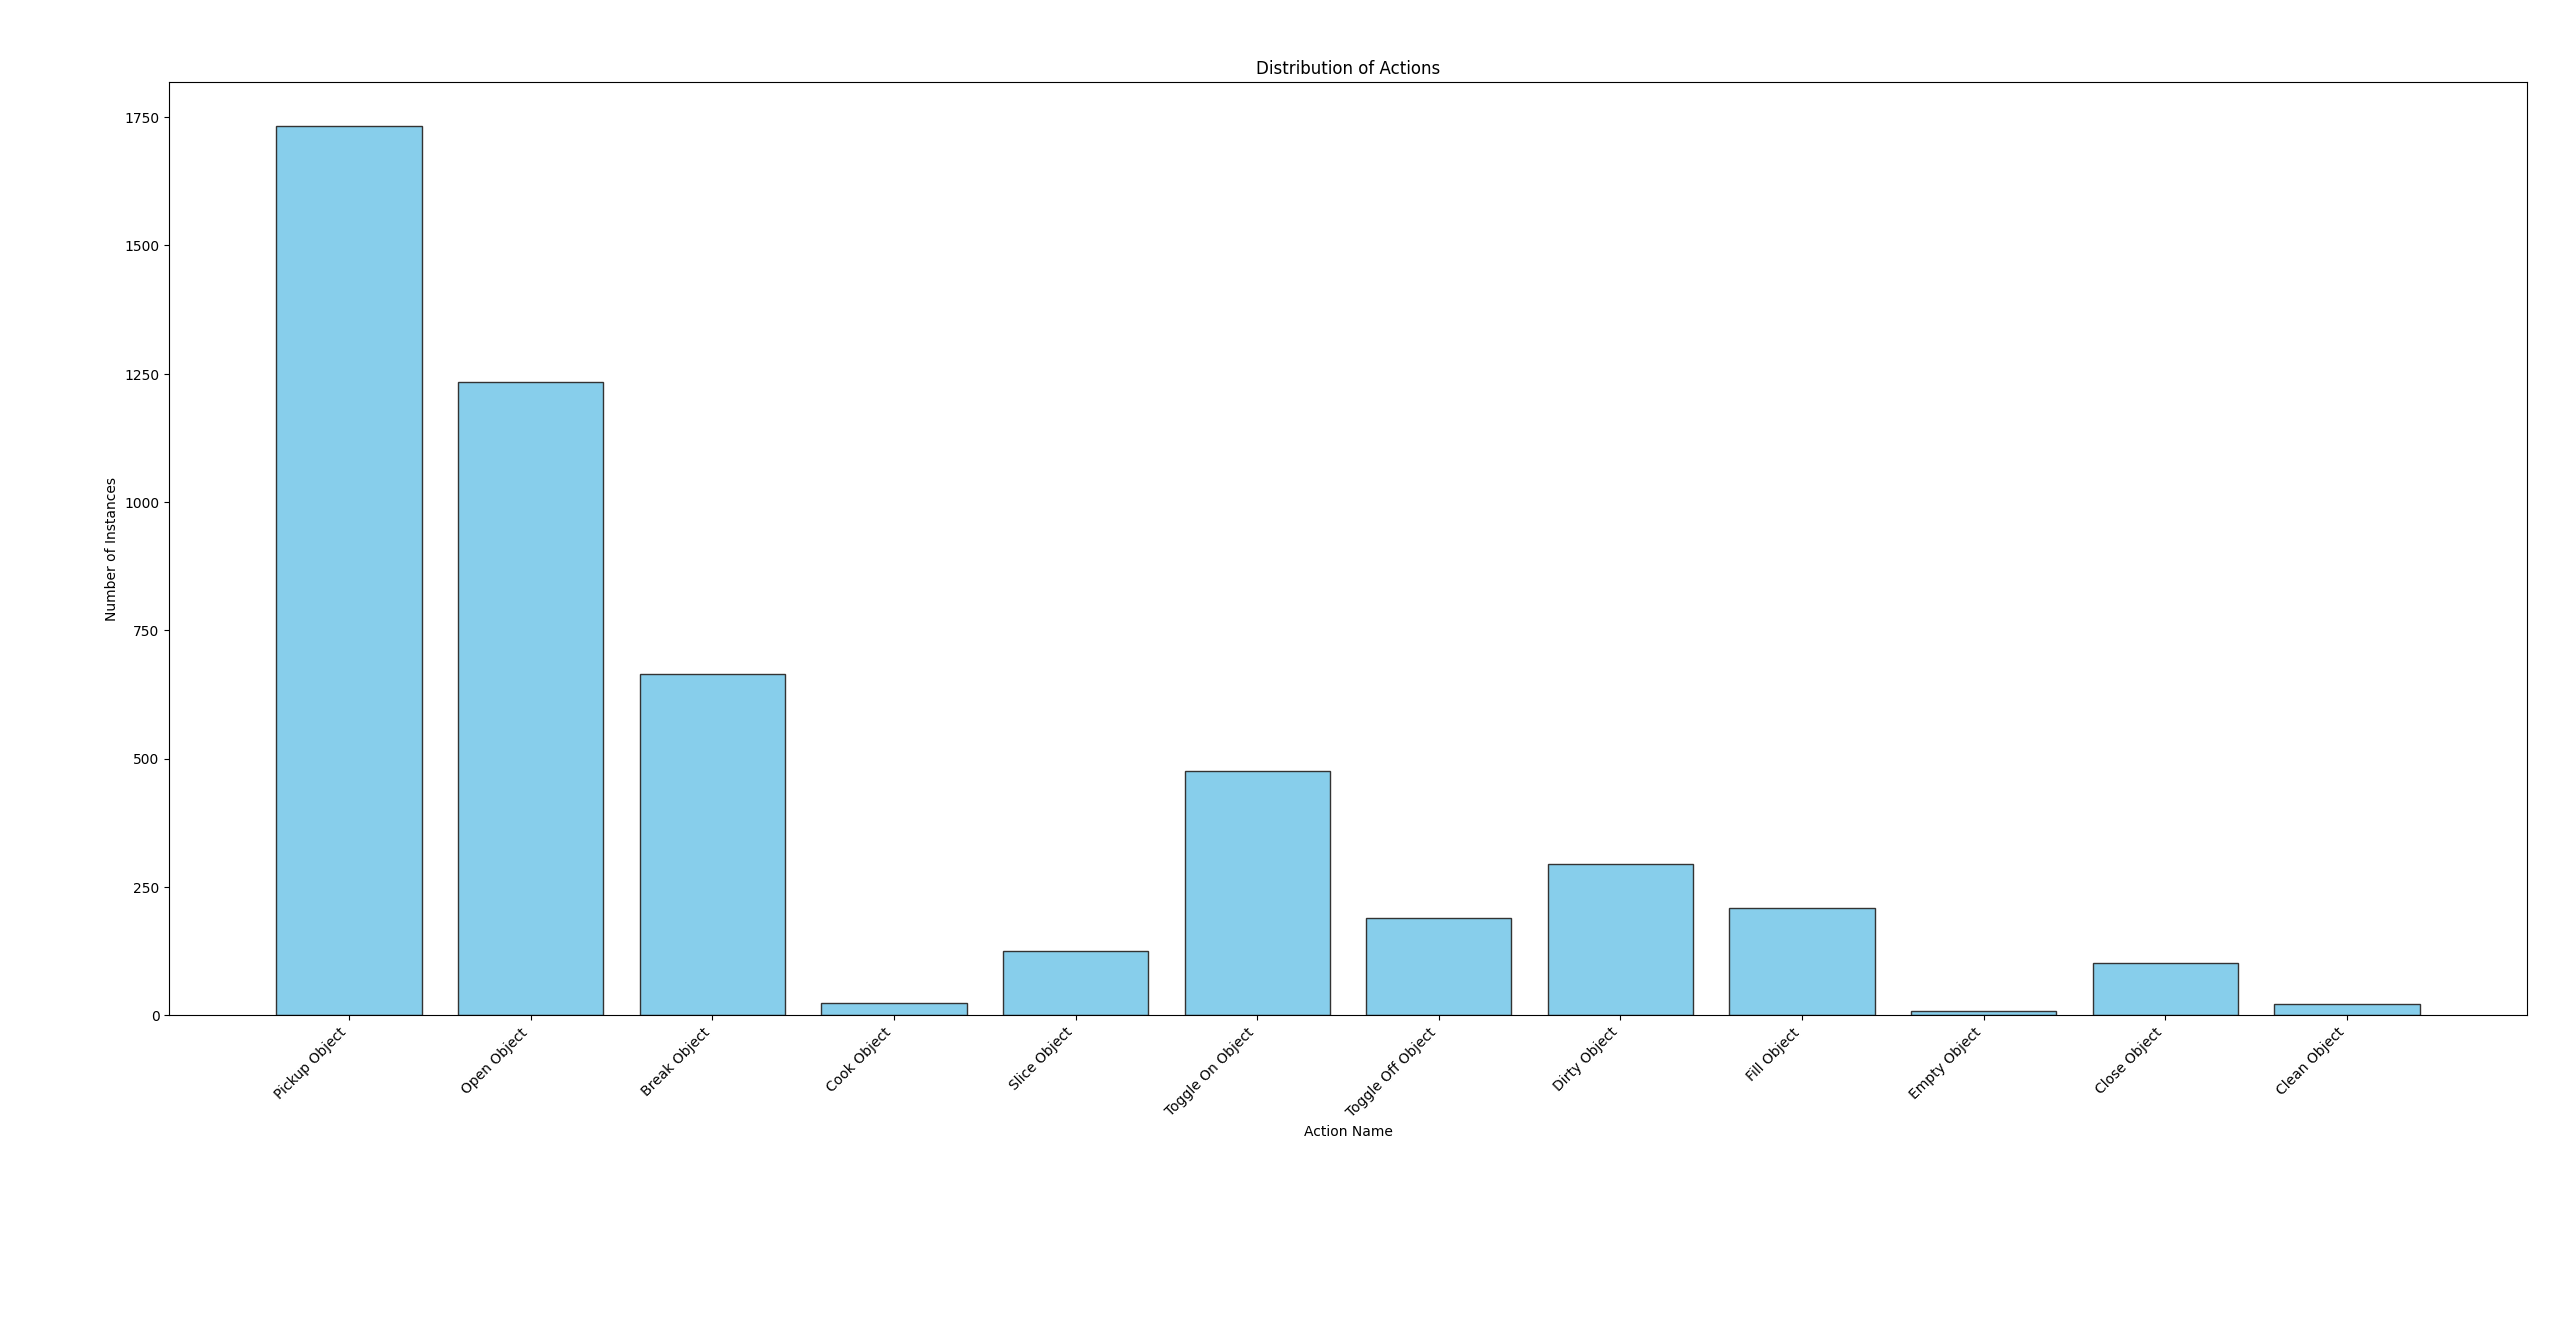 Distribution of Actions
1750
1500
1250
1000
750
500
250
0
Number of Instances
Pickup Object
Open Object
Break Object
Cook Object
Slice Object
Toggle On Object
Toggle Off Object
Dirty Object
Fill Object
Empty Object
Close Object
Clean Object
Action Name